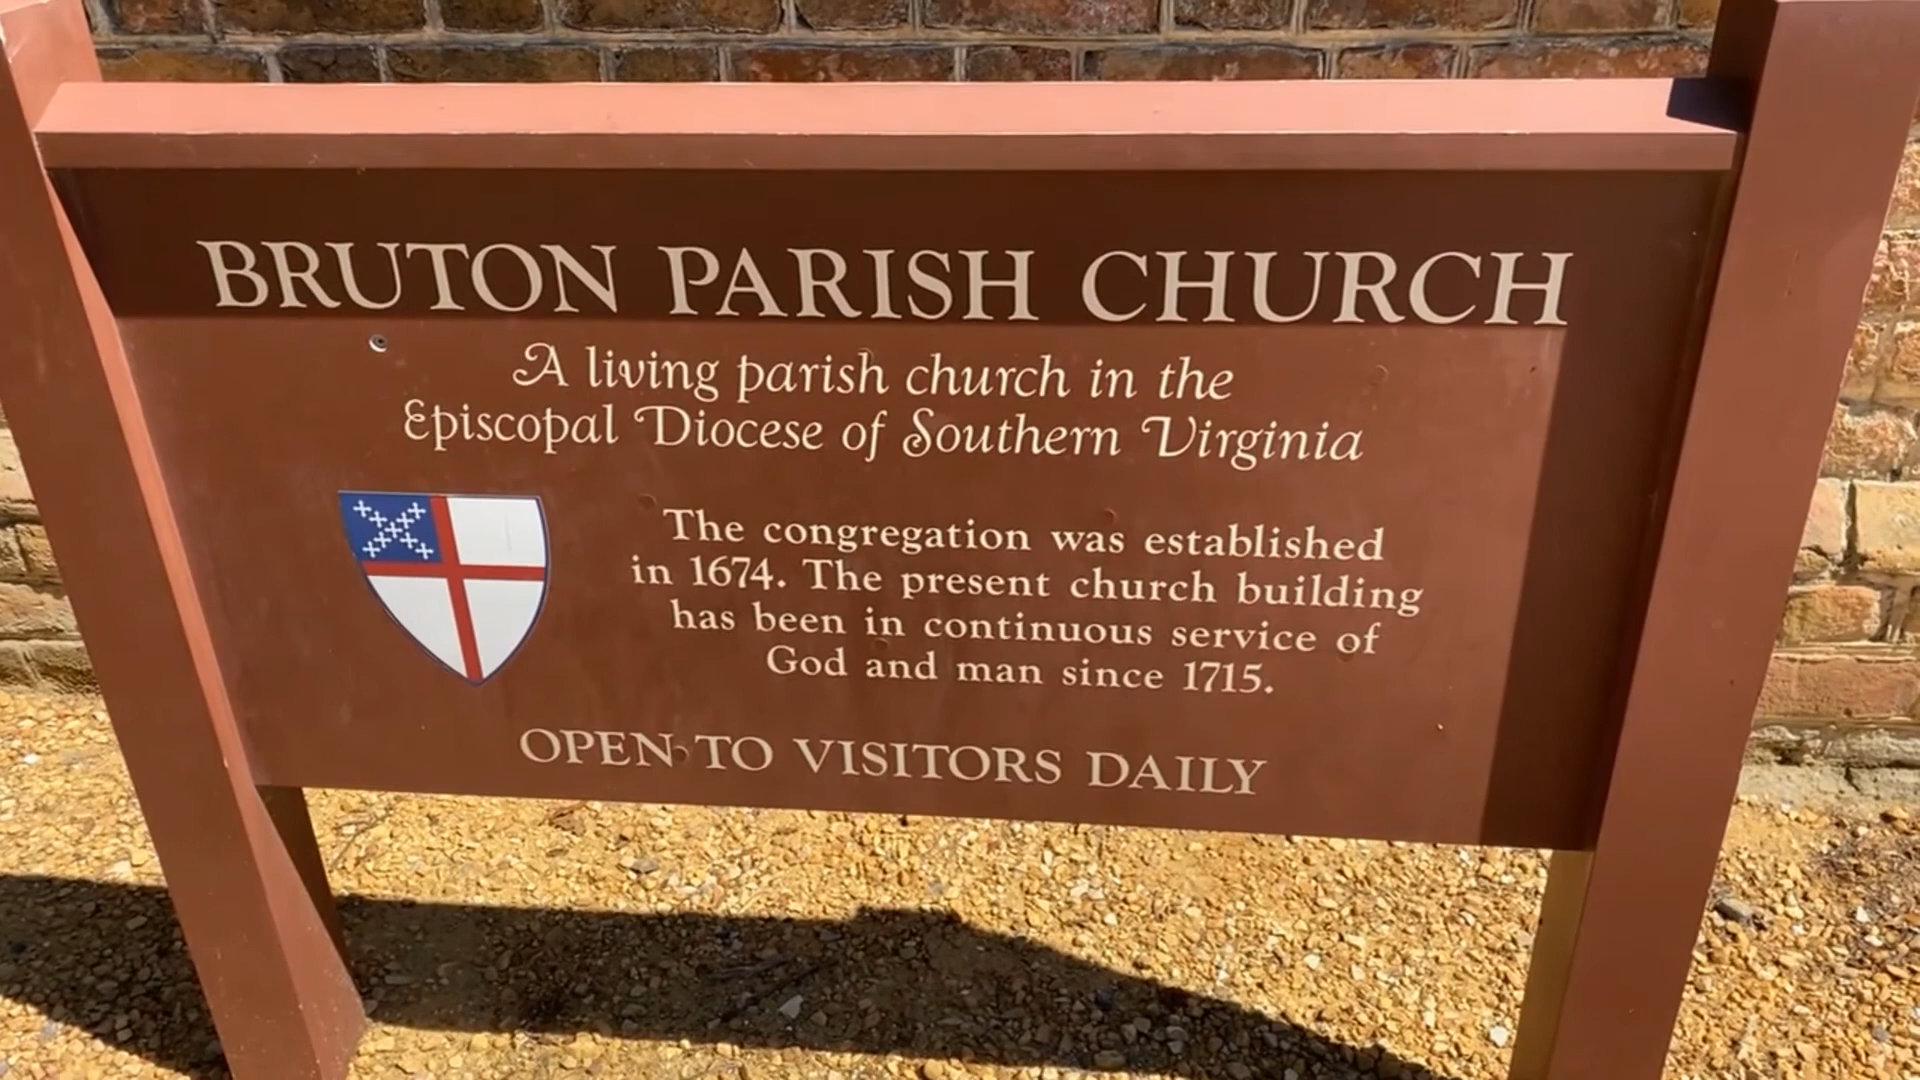 BRUTON PARISH CHURCH
A living parish church in the
Episcopal Diocese of Southern Virginia
The congregation was established
in 1674. The present church building
has been in continuous service of
God and man since 1715.
OPEN TO VISITORS DAILY